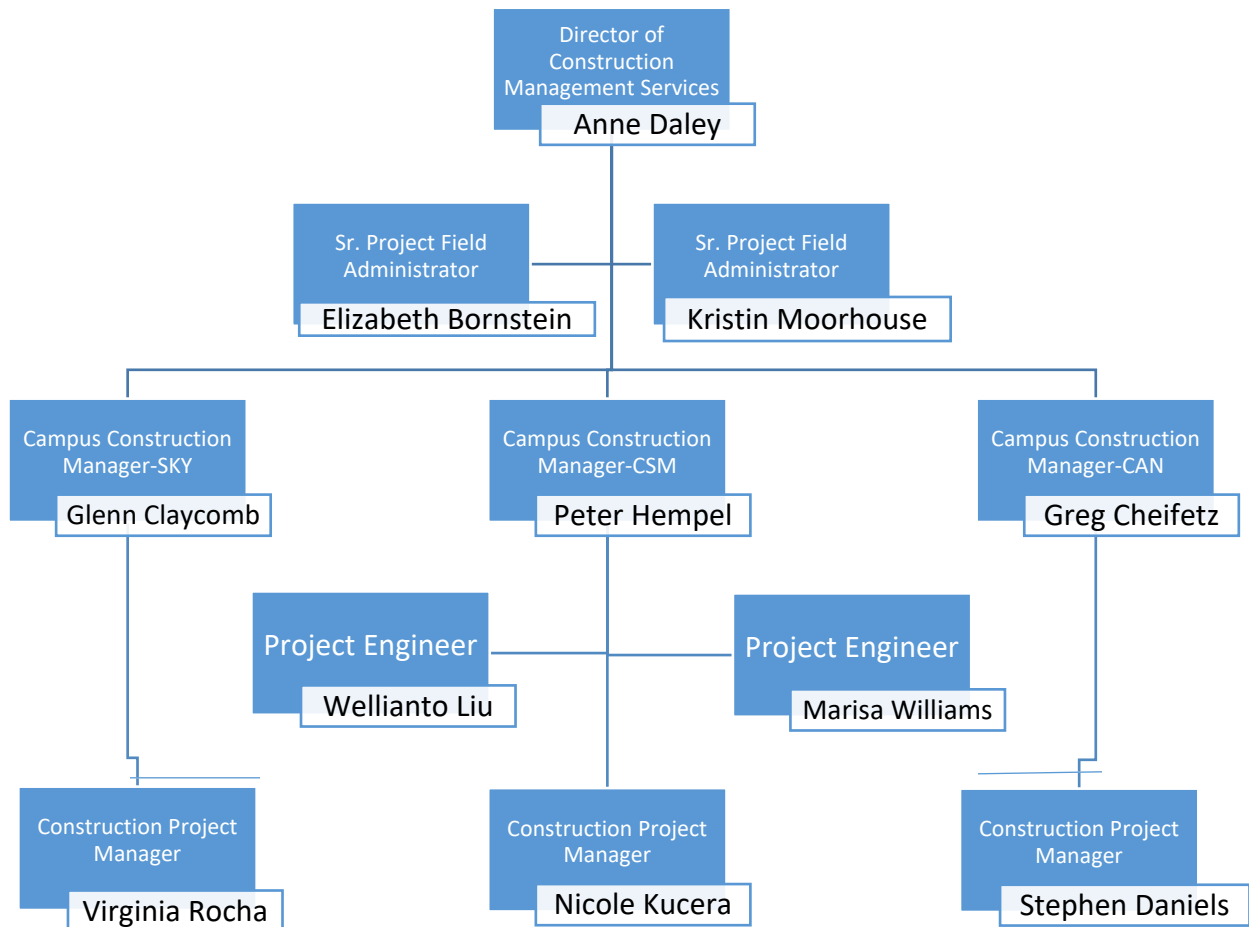 Director of
Construction
Management Services
Anne Daley
Sr. Project Field
Administrator
Elizabeth Bornstein
Sr. Project Field
Administrator
Kristin Moorhouse
Campus Construction
Manager-SKY
Glenn Claycomb
Campus Construction
Manager-CSM
Peter Hempel
Campus Construction
Manager-CAN
Greg Cheifetz
Project Engineer
Wellianto Liu
Project Engineer
Marisa Williams
Construction Project
Manager
Virginia Rocha
Construction Project
Manager
Nicole Kucera
Construction Project
Manager
Stephen Daniels